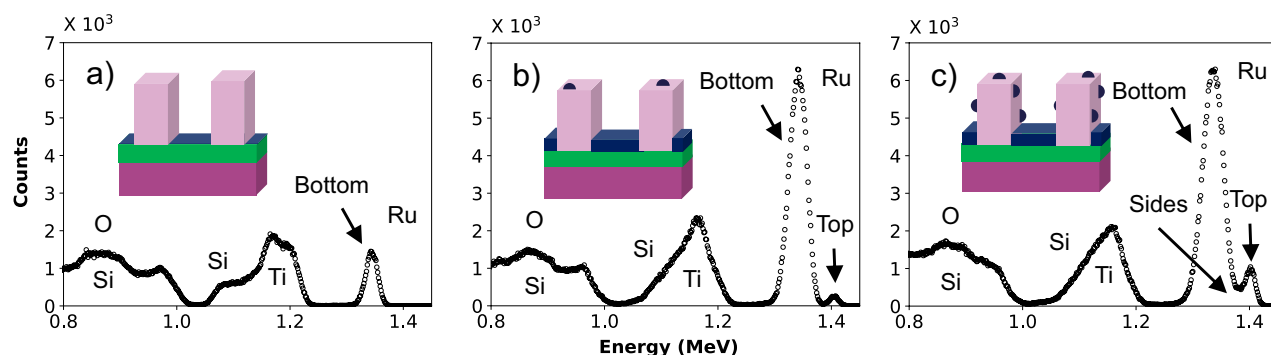 X 10³
7
6
5
4
3
2
1
0
Counts
a)
Bottom
Ru
O
Si
Si
Ti
0.8 1.0 1.2 1.4
X 10³
7
6
5
4
3
2
1
0
b)
Bottom
Ru
Top
O
Si
Si
Ti
0.8 1.0 1.2 1.4
Energy (MeV)
X 10³
7
6
5
4
3
2
1
0
c)
Bottom
Ru
Sides
Top
O
Si
Si
Ti
0.8 1.0 1.2 1.4